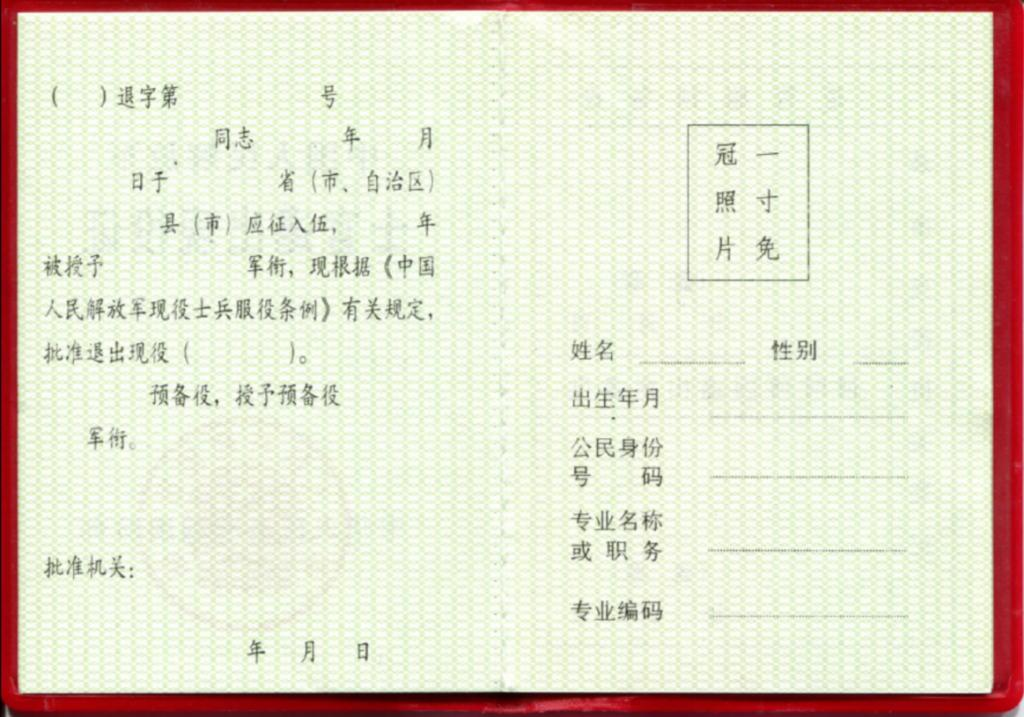 （ ）退字第 号
同志 年 月
日于 省（市、自治区）
县（市）应征入伍， 年
被授予 军衔，现根据《中国
人民解放军现役士兵服役条例》有关规定，
批准退出现役（ ）。
预备役，授予预备役
军衔。
批准机关：
年 月 日
冠 一
照 寸
片 免
姓名 性别
出生年月
公民身份
号 码
专业名称
或 职 务
专业编码